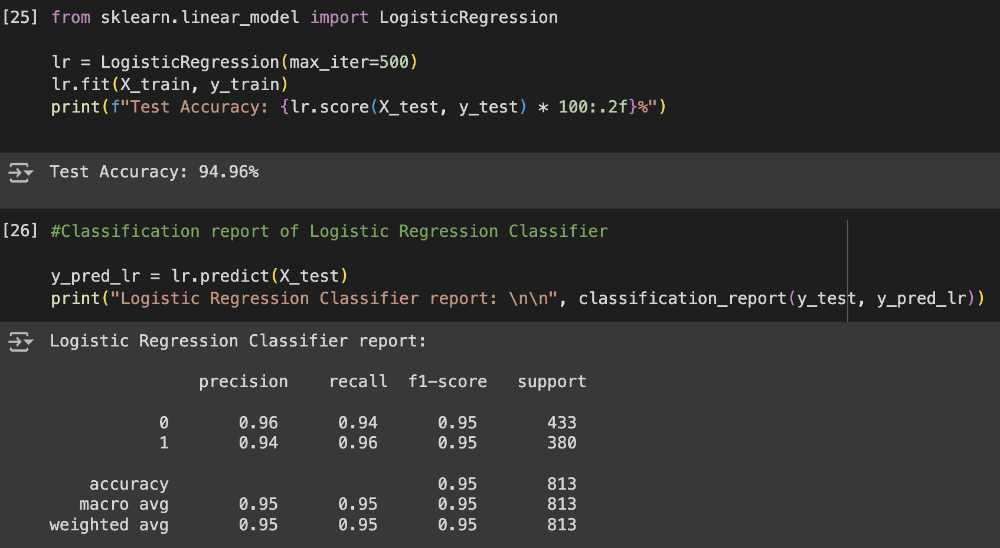 [25] from sklearn.linear_model import LogisticRegression
lr = LogisticRegression(max_iter=500)
lr.fit(X_train, y_train)
print(f"Test Accuracy: {lr.score(X_test, y_test) * 100:.2f}%")
Test Accuracy: 94.96%
[26] #Classification report of Logistic Regression Classifier
y_pred_lr = lr.predict(X_test)
print("Logistic Regression Classifier report: \n\n", classification_report(y_test, y_pred_lr))
Logistic Regression Classifier report:
precision recall f1-score support
0 0.96 0.94 0.95 433
1 0.94 0.96 0.95 380
accuracy 0.95 813
macro avg 0.95 0.95 0.95 813
weighted avg 0.95 0.95 0.95 813